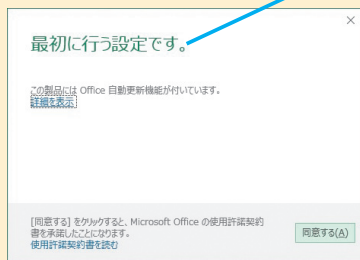 最初に行う設定です。
この製品には Office 自動更新機能が付いています。
詳細を表示
[同意する] をクリックすると、Microsoft Office の使用許諾契約
書を承諾したことになります。
使用許諾契約書を読む
同意する(A)